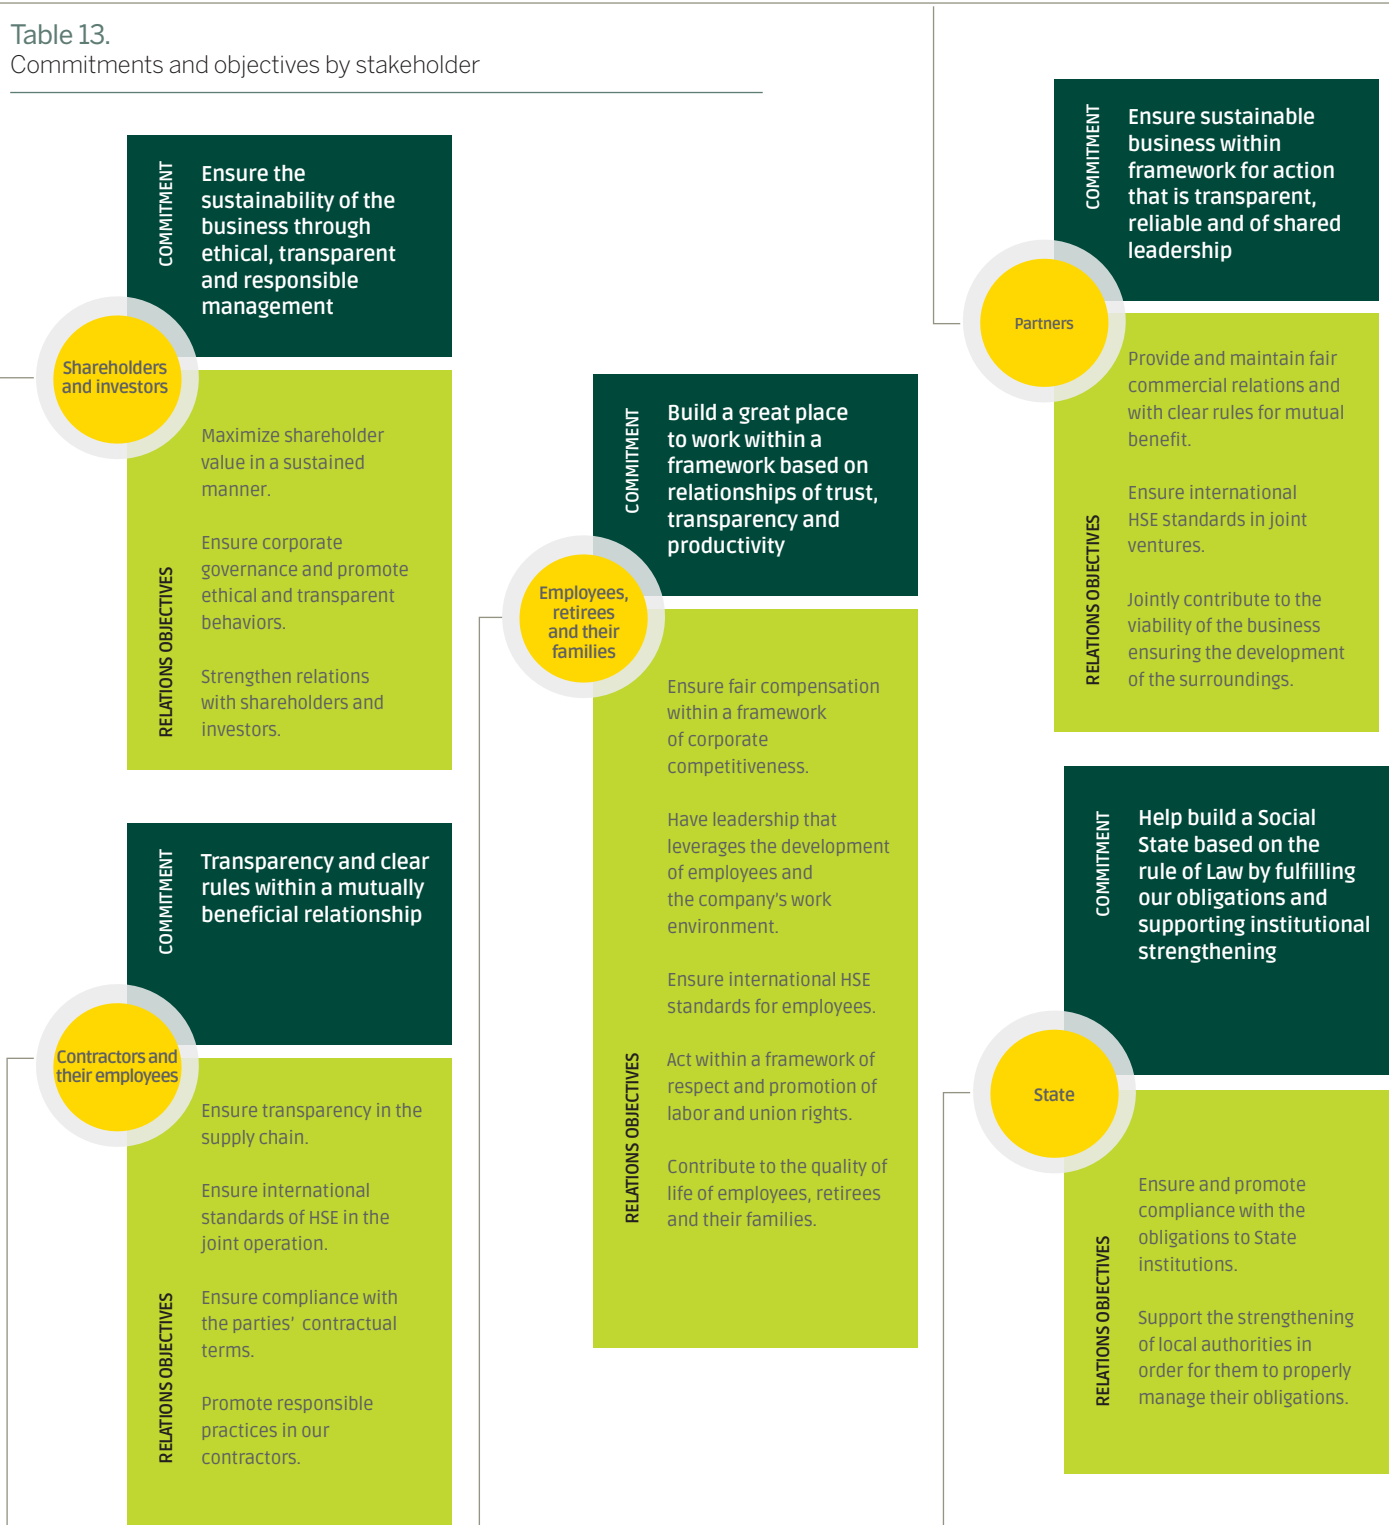 Table 13.
Commitments and objectives by stakeholder
COMMITMENT
Ensure the
sustainability of the
business through
ethical, transparent
and responsible
management
Shareholders
and investors
RELATIONS OBJECTIVES
Maximize shareholder
value in a sustained
manner.
Ensure corporate
governance and promote
ethical and transparent
behaviors.
Strengthen relations
with shareholders and
investors.
COMMITMENT
Transparency and clear
rules within a mutually
beneficial relationship
Contractors and
their employees
RELATIONS OBJECTIVES
Ensure transparency in the
supply chain.
Ensure international
standards of HSE in the
joint operation.
Ensure compliance with
the parties’ contractual
terms.
Promote responsible
practices in our
contractors.
COMMITMENT
Build a great place
to work within a
framework based on
relationships of trust,
transparency and
productivity
Employees,
retirees
and their
families
RELATIONS OBJECTIVES
Ensure fair compensation
within a framework
of corporate
competitiveness.
Have leadership that
leverages the development
of employees and
the company's work
environment.
Ensure international HSE
standards for employees.
Act within a framework of
respect and promotion of
labor and union rights.
Contribute to the quality of
life of employees, retirees
and their families.
COMMITMENT
Ensure sustainable
business within
framework for action
that is transparent,
reliable and of shared
leadership
Partners
RELATIONS OBJECTIVES
Provide and maintain fair
commercial relations and
with clear rules for mutual
benefit.
Ensure international
HSE standards in joint
ventures.
Jointly contribute to the
viability of the business
ensuring the development
of the surroundings.
COMMITMENT
Help build a Social
State based on the
rule of Law by fulfilling
our obligations and
supporting institutional
strengthening
State
RELATIONS OBJECTIVES
Ensure and promote
compliance with the
obligations to State
institutions.
Support the strengthening
of local authorities in
order for them to properly
manage their obligations.